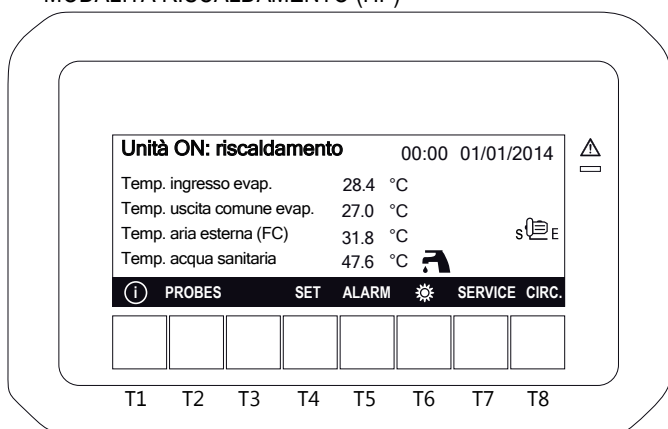 Unità ON: riscaldamento 00:00 01/01/2014
Temp. ingresso evap. 28.4 °C
Temp. uscita comune evap. 27.0 °C
Temp. aria esterna (FC) 31.8 °C S E
Temp. acqua sanitaria 47.6 °C
i PROBES SET ALARM SERVICE CIRC.
T1 T2 T3 T4 T5 T6 T7 T8